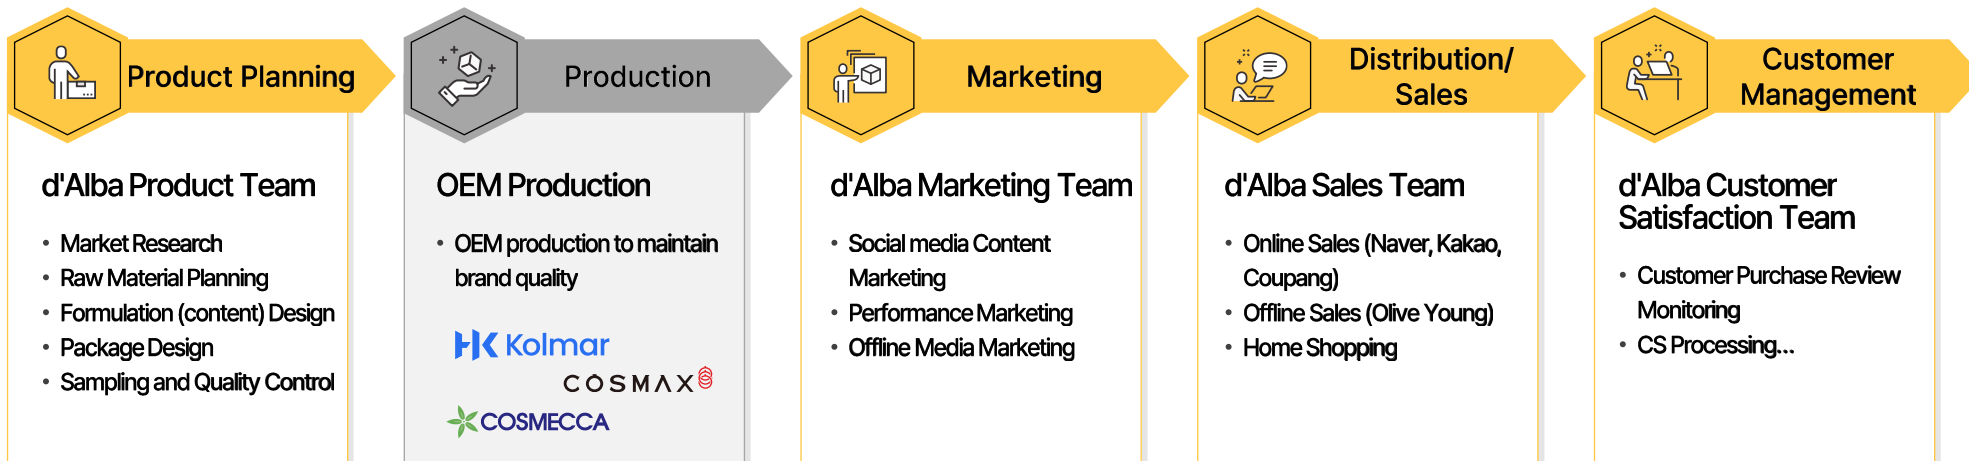 Product Planning
d'Alba Product Team
• Market Research
• Raw Material Planning
• Formulation (content) Design
• Package Design
• Sampling and Quality Control
Production
OEM Production
• OEM production to maintain
brand quality
Kolmar
COSMAX
COSMECCA
Marketing
d'Alba Marketing Team
• Social media Content
Marketing
• Performance Marketing
• Offline Media Marketing
Distribution/
Sales
d'Alba Sales Team
• Online Sales (Naver, Kakao,
Coupang)
• Offline Sales (Olive Young)
• Home Shopping
Customer
Management
d'Alba Customer
Satisfaction Team
• Customer Purchase Review
Monitoring
• CS Processing...